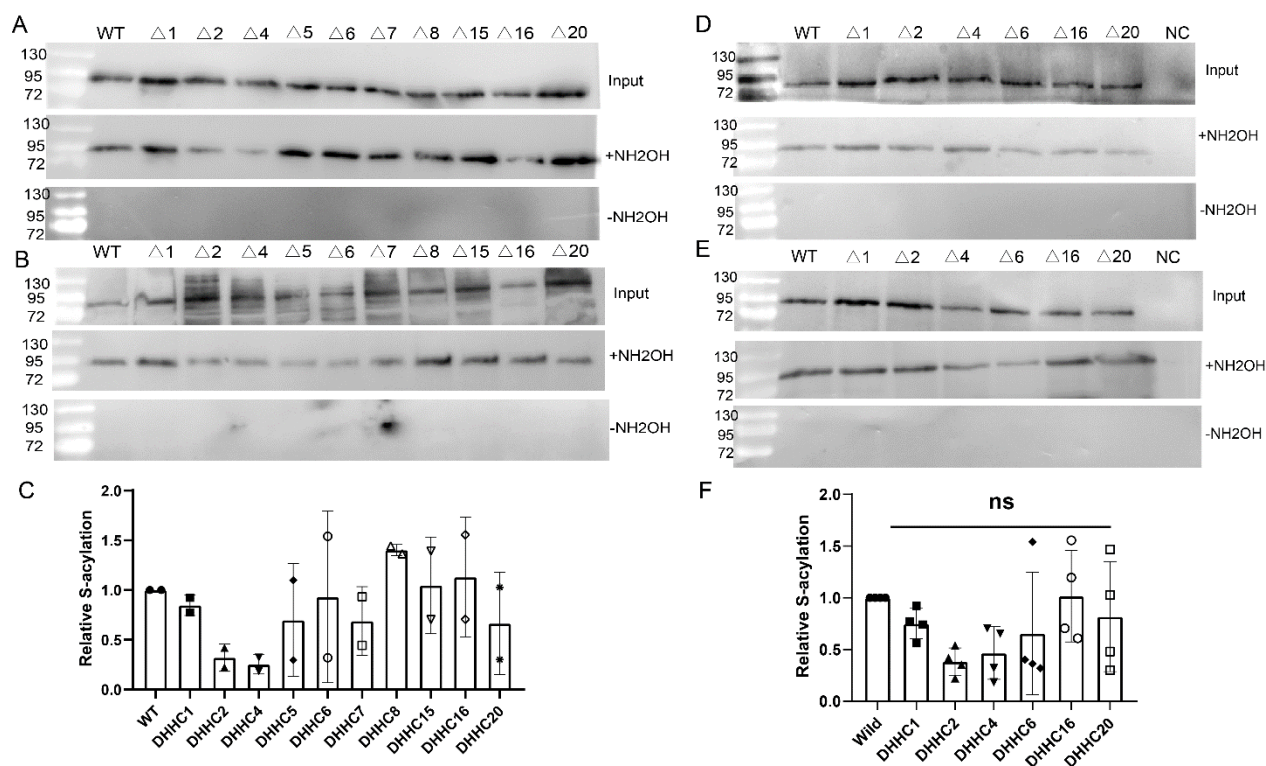 A
WT △1 △2 △4 △5 △6 △7 △8 △15 △16 △20
130
95
72
Input
130
95
72
+NH2OH
130
95
72
-NH2OH
B
WT △1 △2 △4 △5 △6 △7 △8 △15 △16 △20
130
95
72
Input
130
95
72
+NH2OH
130
95
72
-NH2OH
C
Relative S-acylation
2.0
1.5
1.0
0.5
0.0
WT DHHC1 DHHC2 DHHC4 DHHC5 DHHC6 DHHC7 DHHC8 DHHC15 DHHC16 DHHC20
D
WT △1 △2 △4 △6 △16 △20 NC
130
95
72
Input
130
95
72
+NH2OH
130
95
72
-NH2OH
E
WT △1 △2 △4 △6 △16 △20 NC
130
95
72
Input
130
95
72
+NH2OH
130
95
72
-NH2OH
F
Relative S-acylation
2.0
1.5
1.0
0.5
0.0
ns
Wild DHHC1 DHHC2 DHHC4 DHHC6 DHHC16 DHHC20